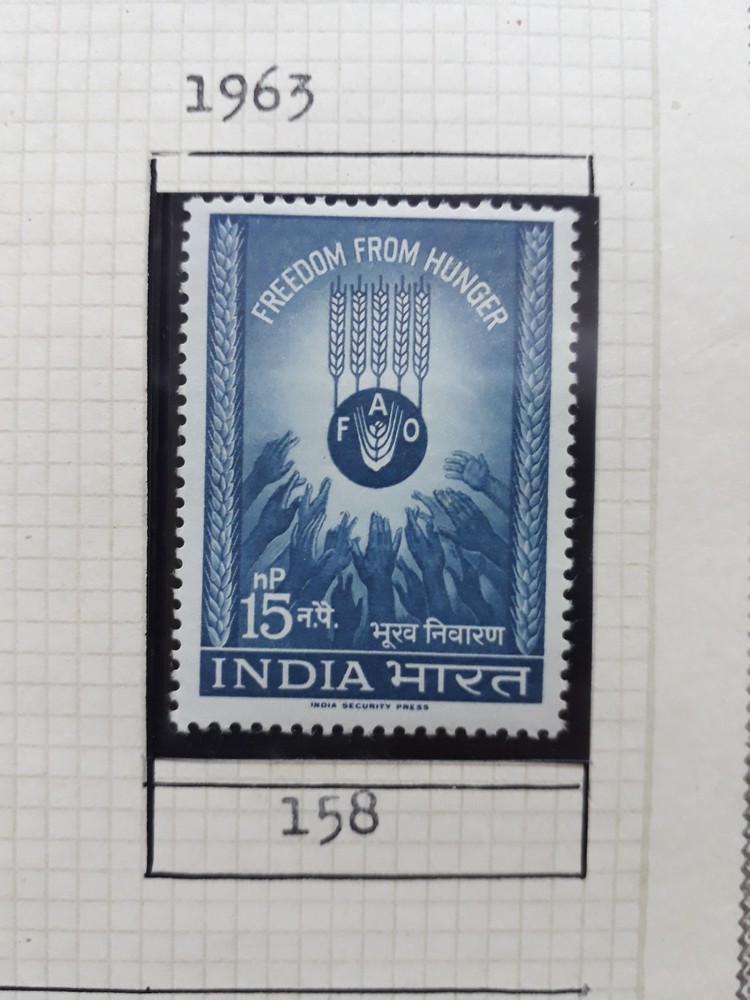 1963
FREEDOM FROM HUNGER
A
F O
nP
15 न.पै.
भूख निवारण
INDIA भारत
INDIA SECURITY PRESS
158